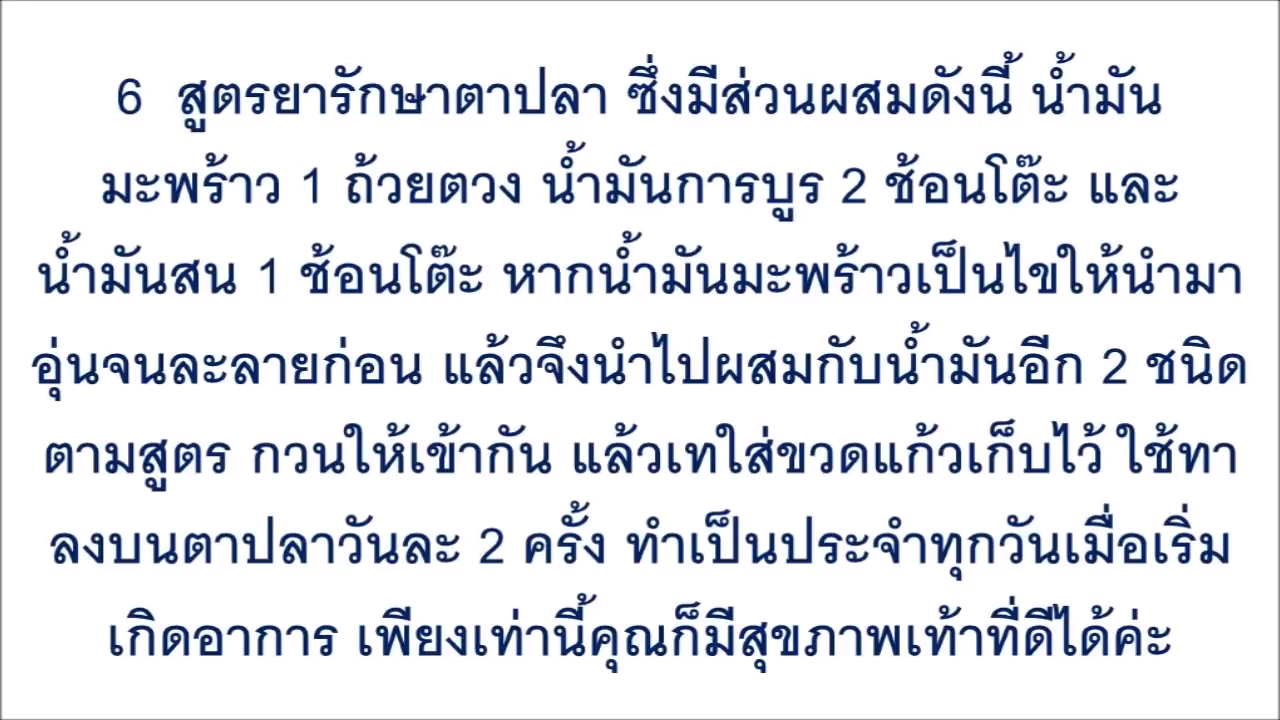 6  สูตรยารักษาตาปลา ซึ่งมีส่วนผสมดังนี้ น้ำมัน
มะพร้าว 1 ถ้วยตวง น้ำมันการบูร 2 ช้อนโต๊ะ และ
น้ำมันสน 1 ช้อนโต๊ะ หากน้ำมันมะพร้าวเป็นไขให้นำมา
อุ่นจนละลายก่อน แล้วจึงนำไปผสมกับน้ำมันอีก 2 ชนิด
ตามสูตร กวนให้เข้ากัน แล้วเทใส่ขวดแก้วเก็บไว้ ใช้ทา
ลงบนตาปลาวันละ 2 ครั้ง ทำเป็นประจำทุกวันเมื่อเริ่ม
เกิดอาการ เพียงเท่านี้คุณก็มีสุขภาพเท้าที่ดีได้ค่ะ